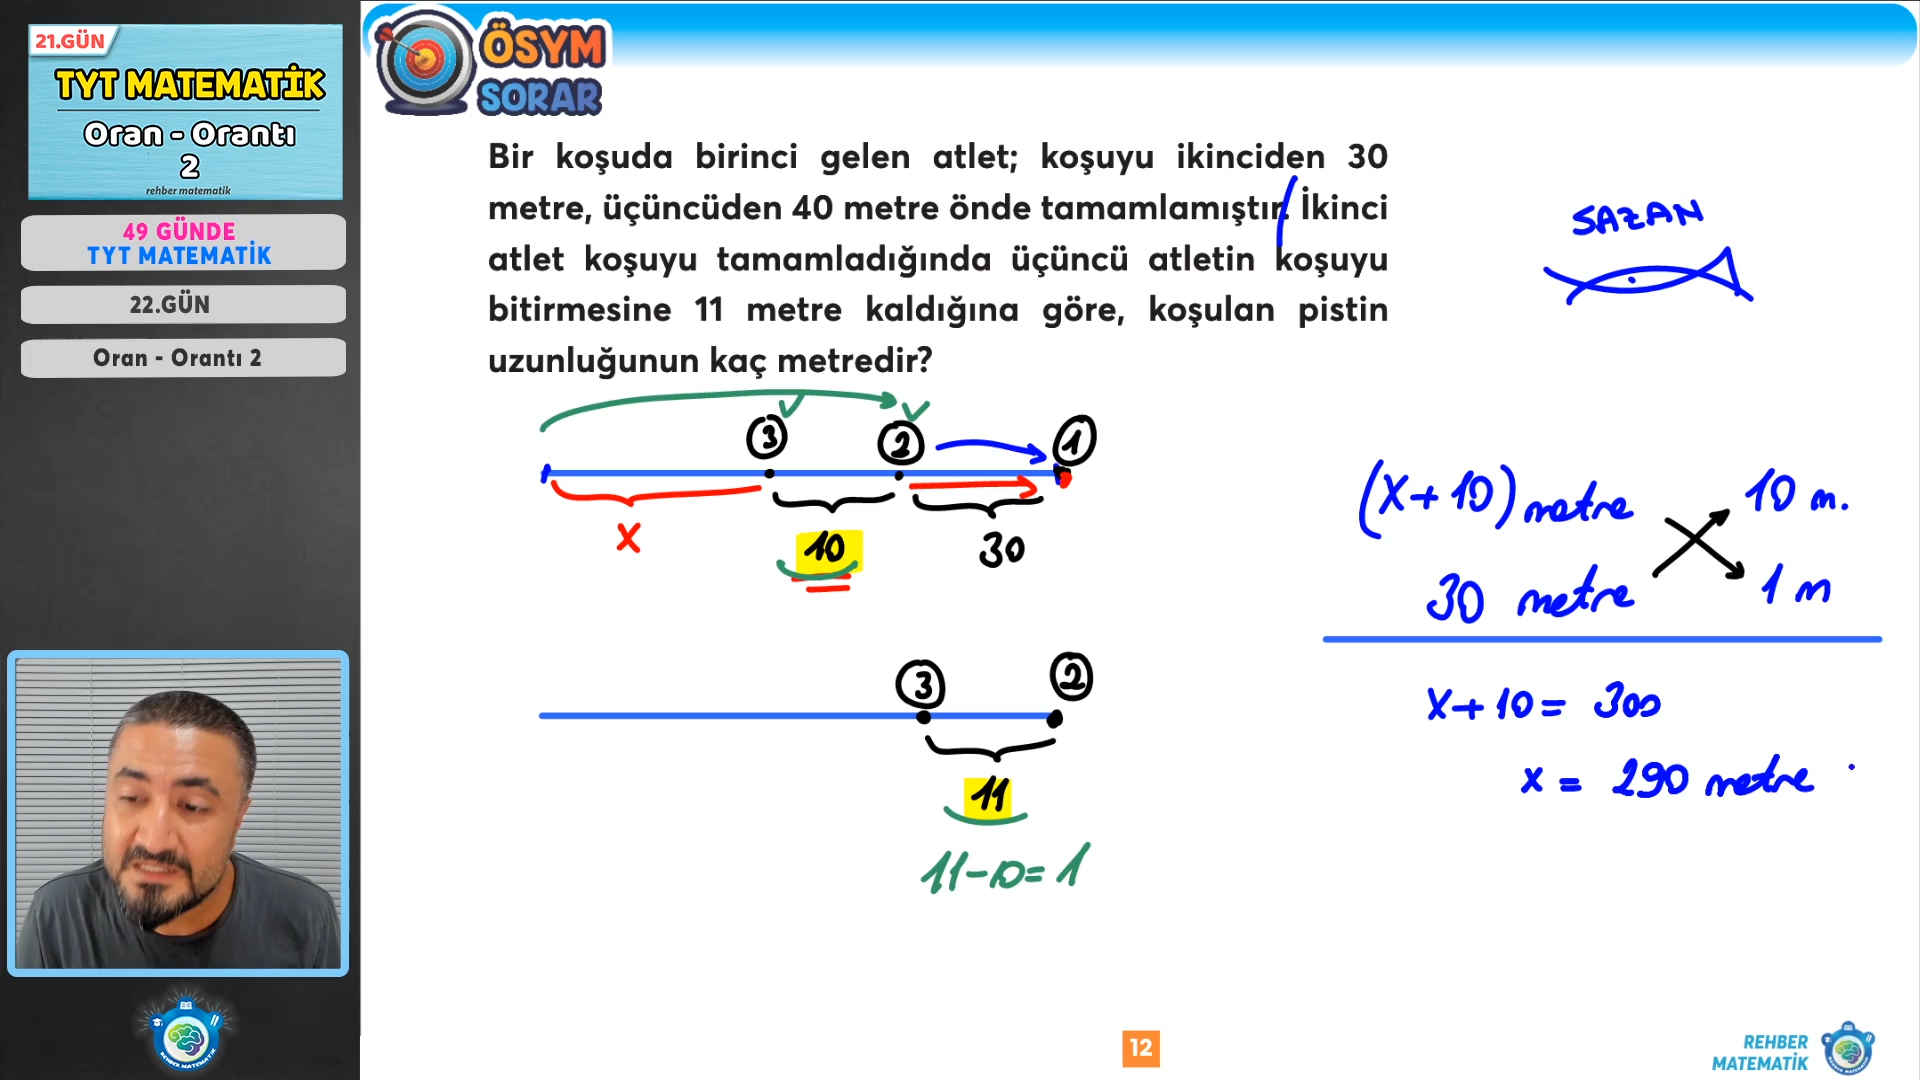 21.GÜN
TYT MATEMATİK
Oran - Orantı
2
rehber matematik
49 GÜNDE
TYT MATEMATİK
22.GÜN
Oran - Orantı 2
ÖSYM
SORAR
Bir koşuda birinci gelen atlet; koşuyu ikinciden 30
metre, üçüncüden 40 metre önde tamamlamıştır. İkinci
atlet koşuyu tamamladığında üçüncü atletin koşuyu
bitirmesine 11 metre kaldığına göre, koşulan pistin
uzunluğunun kaç metredir?
SAZAN
3 2 1
x 10 30
3 2
11
11-10=1
(x+10) metre 10 m.
30 metre 1 m
x+10= 300
x = 290 metre
12
REHBER
MATEMATİK
REHBER MATEMATİK